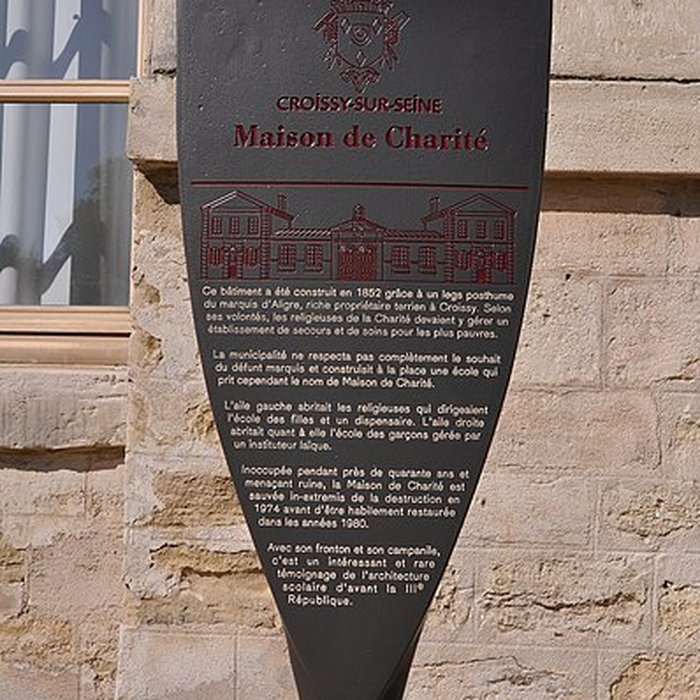 CROISSY-SUR-SEINE
Maison de Charité
Ce bâtiment a été construit en 1852 grâce à un legs posthume
du marquis d'Aligre, riche propriétaire terrien à Croissy. Selon
ses volontés, les religieuses de la Charité devaient y gérer un
établissement de secours et de soins pour les plus pauvres.
La municipalité ne respecta pas complètement le souhait
du défunt marquis et construisit à la place une école qui
prit cependant le nom de Maison de Charité.
L'aile gauche abritait les religieuses qui dirigeaient
l'école des filles et un dispensaire. L'aile droite
abritait quant à elle l'école des garçons gérée par
un instituteur laïque.
Inoccupée pendant près de quarante ans et
menaçant ruine, la Maison de Charité est
sauvée in-extremis de la destruction en
1974 avant d'être habilement restaurée
dans les années 1980.
Avec son fronton et son campanile,
c'est un intéressant et rare
témoignage de l'architecture
scolaire d'avant la IIIe
République.